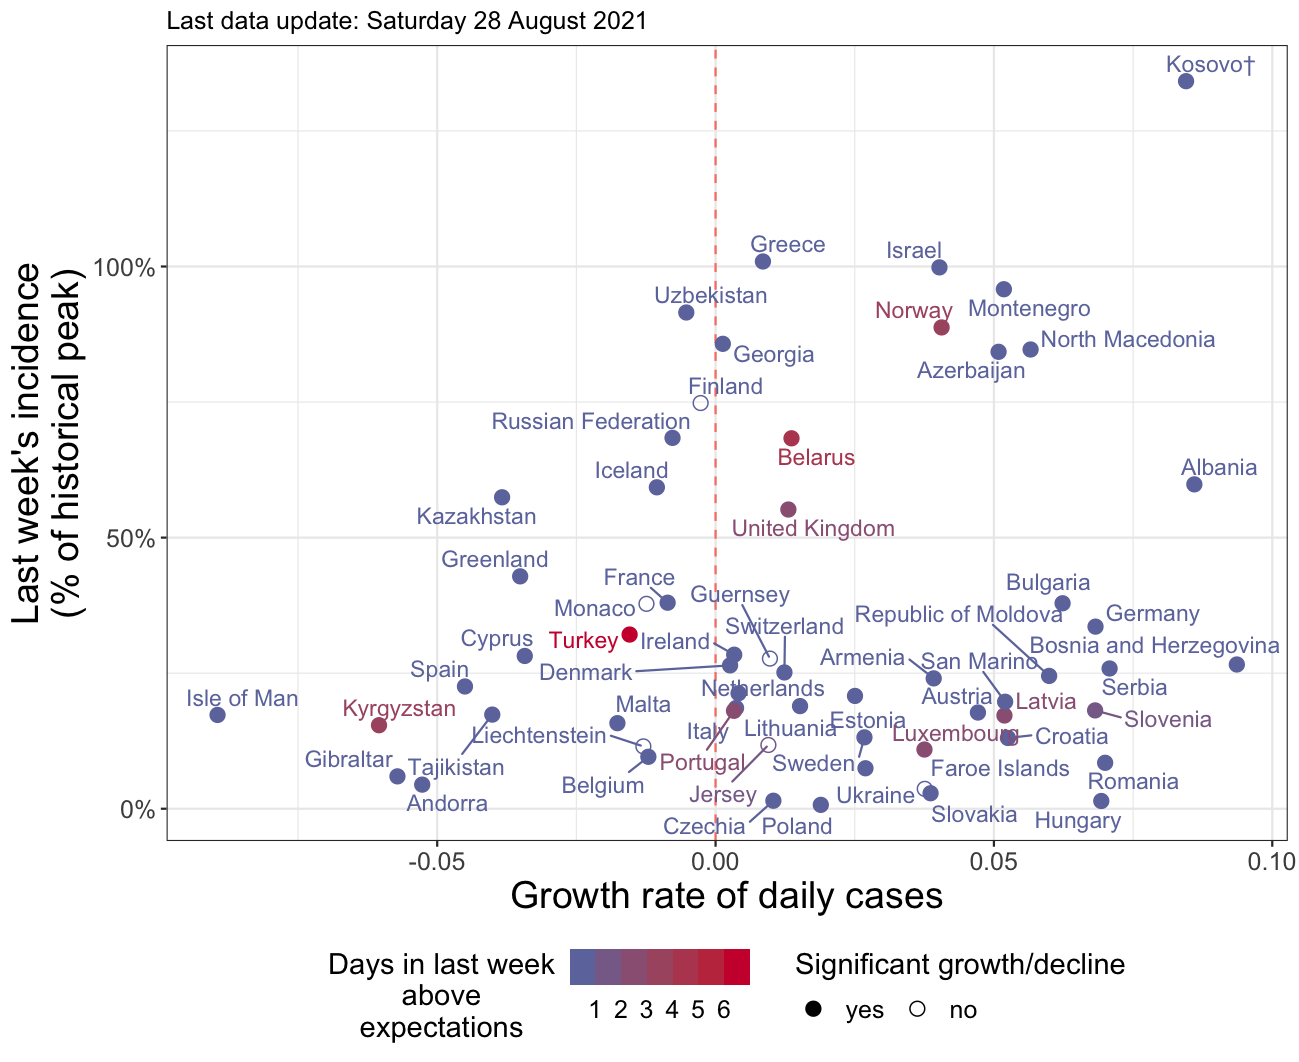 Last data update: Saturday 28 August 2021
Kosovo†
Greece
Israel
100%
Uzbekistan
Norway
Montenegro
North Macedonia
Georgia
Azerbaijan
Finland
Russian Federation
Belarus
Iceland
Albania
Kazakhstan
United Kingdom
50%
Greenland
France
Bulgaria
Guernsey
Monaco
Republic of Moldova
Germany
Switzerland
Cyprus
Turkey
Ireland
Bosnia and Herzegovina
Armenia
San Marino
Spain
Denmark
Netherlands
Serbia
Isle of Man
Austria
Latvia
Kyrgyzstan
Malta
Estonia
Slovenia
Liechtenstein
Italy
Lithuania
Luxembourg
Croatia
Gibraltar
Tajikistan
Portugal
Sweden
Faroe Islands
Belgium
Romania
Andorra
Jersey
Ukraine
Slovakia
Hungary
0%
Czechia
Poland
Last week's incidence
(% of historical peak)
-0.05
0.00
0.05
0.10
Growth rate of daily cases
Days in last week
above
expectations
1 2 3 4 5 6
Significant growth/decline
yes
no